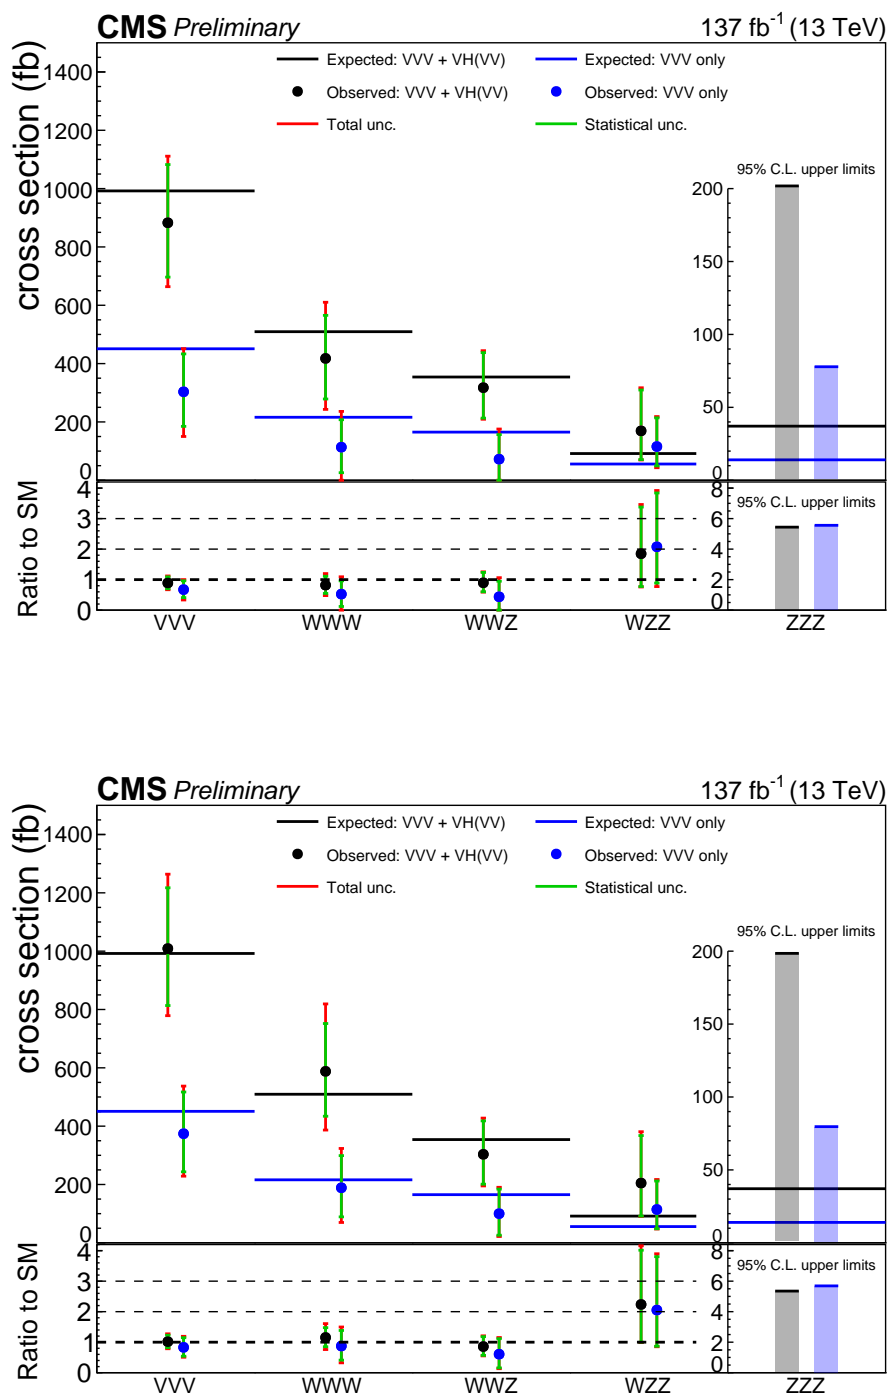 CMS Preliminary 137 fb⁻¹ (13 TeV)
cross section (fb)
1400
1200
1000
800
600
400
200
0
Expected: VVV + VH(VV) Expected: VVV only
Observed: VVV + VH(VV) Observed: VVV only
Total unc. Statistical unc.
95% C.L. upper limits
200
150
100
50
0
Ratio to SM
4
3
2
1
0
95% C.L. upper limits
8
6
4
2
0
VVV WWW WWZ WZZ ZZZ
CMS Preliminary 137 fb⁻¹ (13 TeV)
cross section (fb)
1400
1200
1000
800
600
400
200
0
Expected: VVV + VH(VV) Expected: VVV only
Observed: VVV + VH(VV) Observed: VVV only
Total unc. Statistical unc.
95% C.L. upper limits
200
150
100
50
0
Ratio to SM
4
3
2
1
0
95% C.L. upper limits
8
6
4
2
0
VVV WWW WWZ WZZ ZZZ